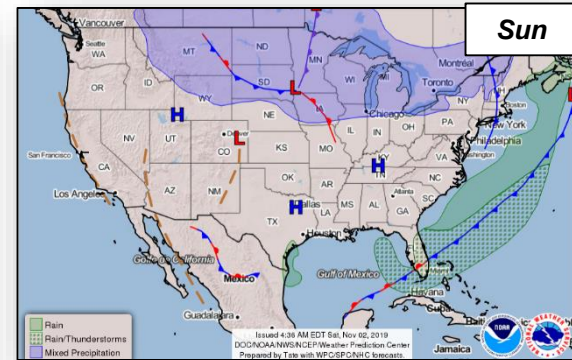 Sun
Vancouver
Seattle
WA
MT
ND
MN
Montréal
OR
ID
SD
WI
MI
Toronto
NY
Boston
WY
NE
IA
Chicago
New York
PA
Philadelphia
NV
UT
Denver
CO
KS
MO
IL
IN
OH
WV
VA
KY
San Francisco
CA
Los Angeles
AZ
NM
OK
AR
TN
NC
SC
Dallas
TX
LA
MS
AL
GA
Atlanta
Houston
Gulf of Mexico
Mexico
Havana
Cuba
Guadalajara
Jamaica
H
L
H
L
H
L
Rain
Rain/Thunderstorms
Mixed Precipitation
Issued 4:36 AM EDT Sat, Nov 02, 2019
DOC/NOAA/NWS/NCEP/Weather Prediction Center
Prepared by Tate with WPC/SPC/NHC forecasts.
NOAA